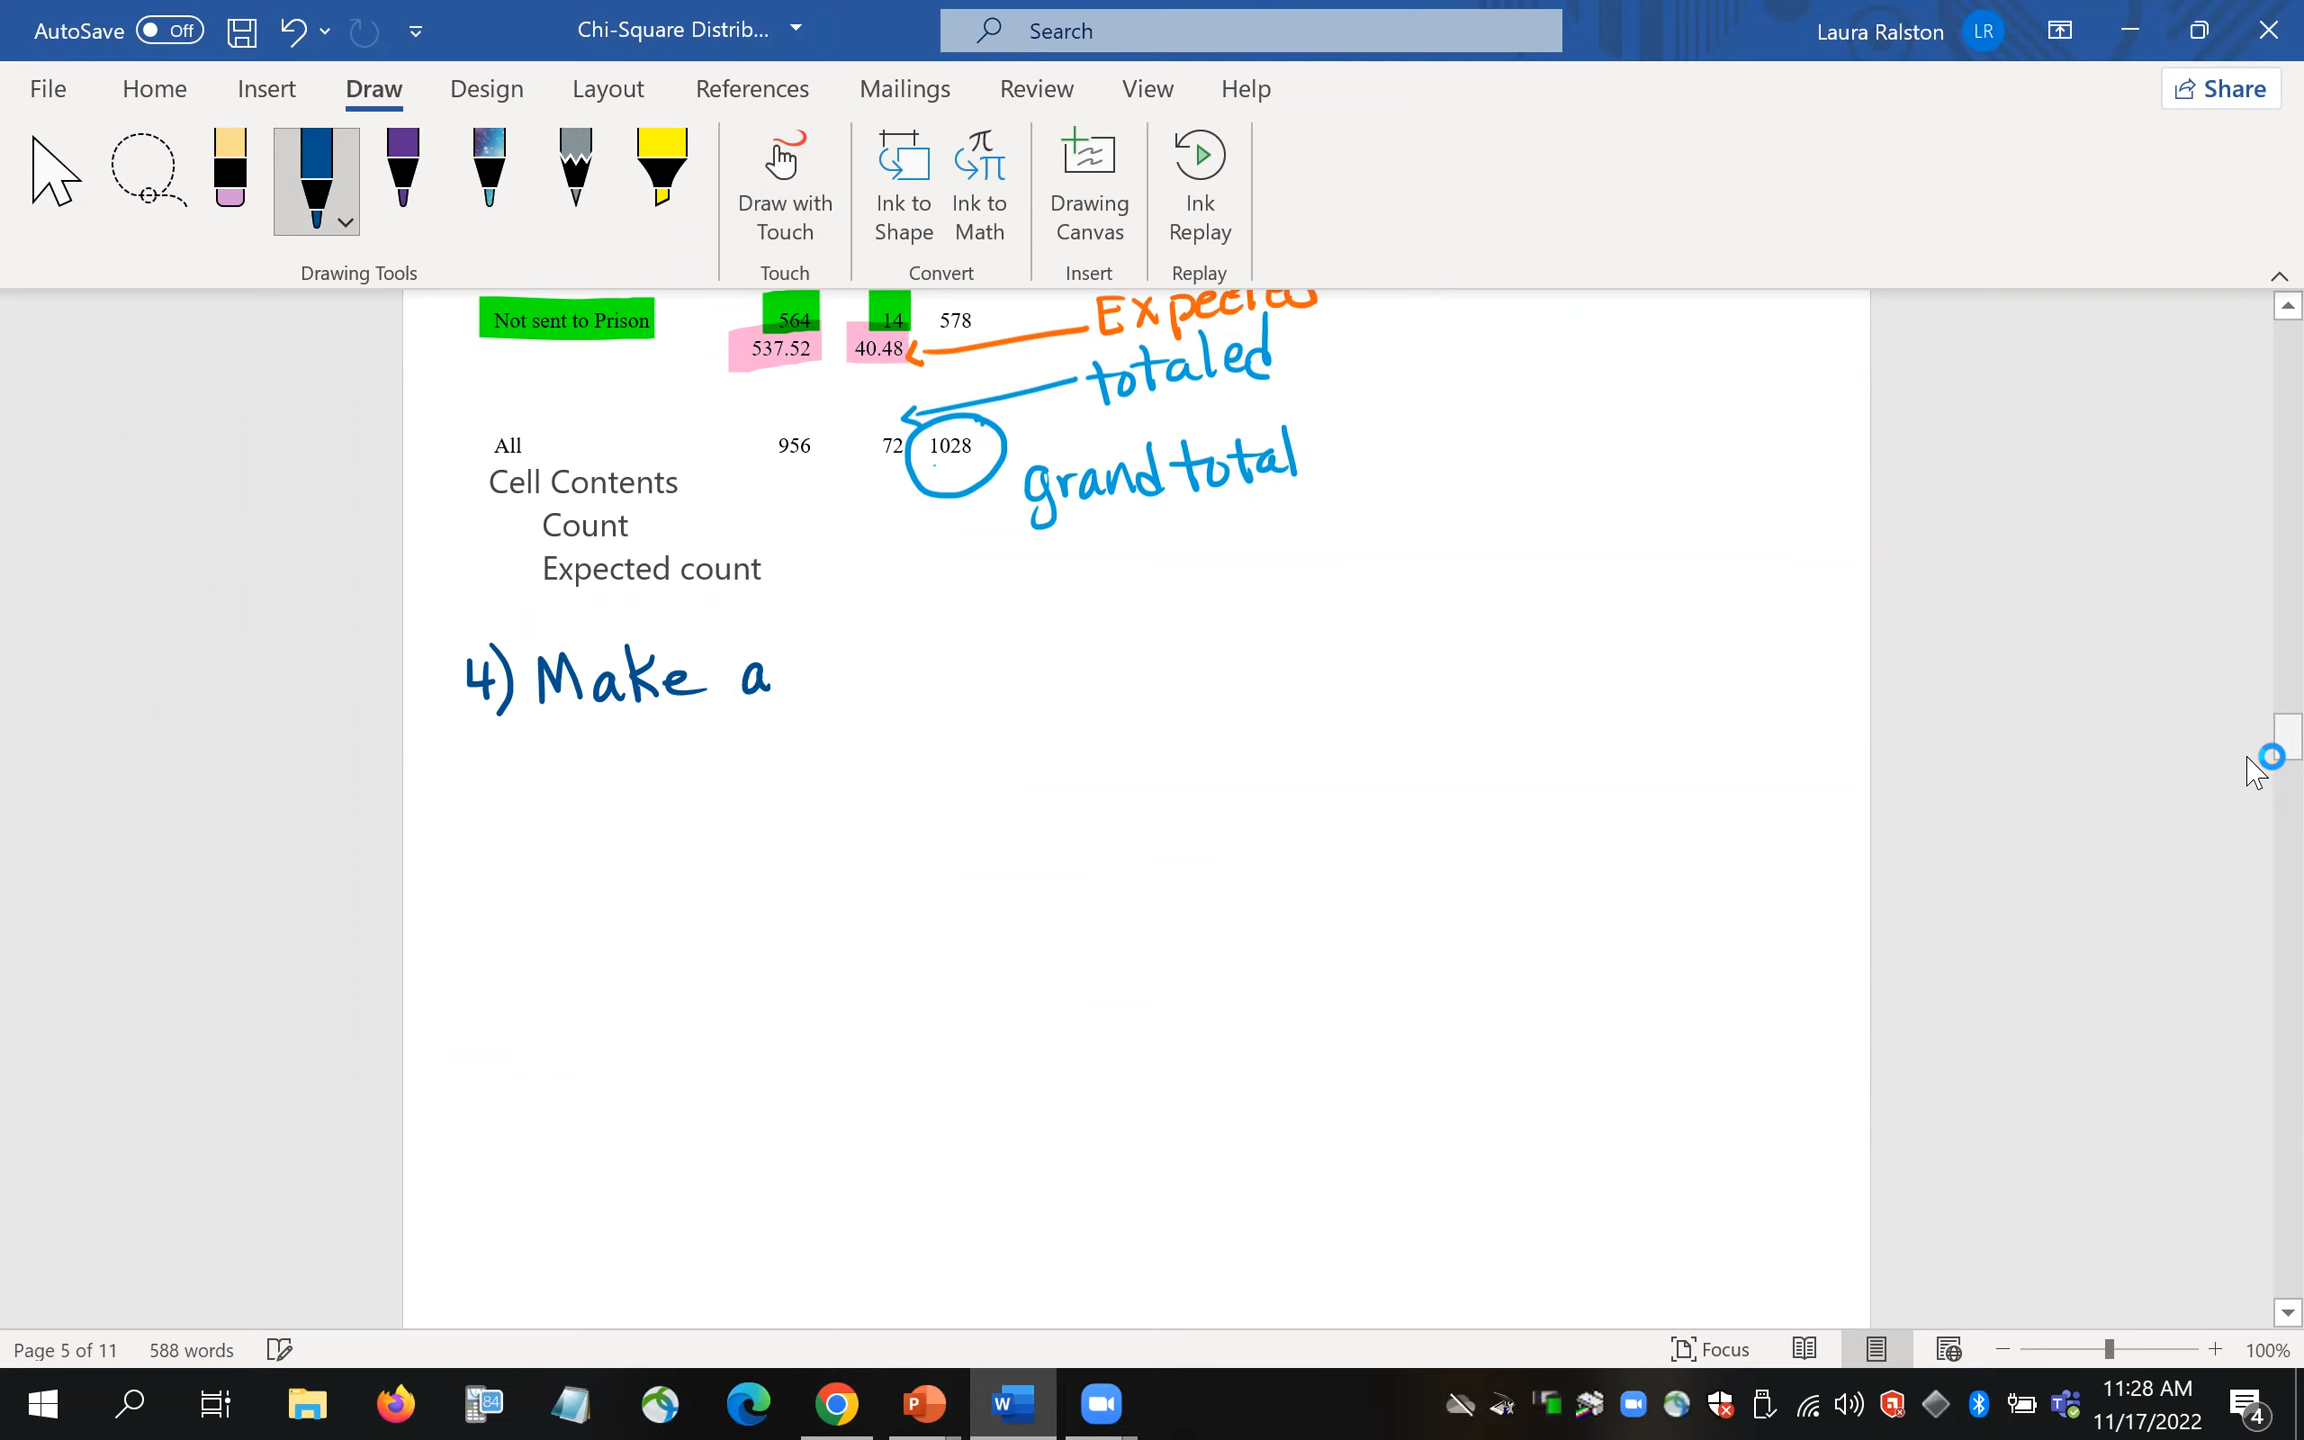 AutoSave Off Chi-Square Distrib... Search Laura Ralston LR
File Home Insert Draw Design Layout References Mailings Review View Help Share
Draw with Touch
Ink to Shape
Ink to Math
Drawing Canvas
Ink Replay
Drawing Tools Touch Convert Insert Replay
Not sent to Prison 564 14 578
537.52 40.48
totaled
All 956 72 1028
grand total
Cell Contents
Count
Expected count
4) Make a
Page 5 of 11 588 words Focus 100%
84
11:28 AM
11/17/2022
4